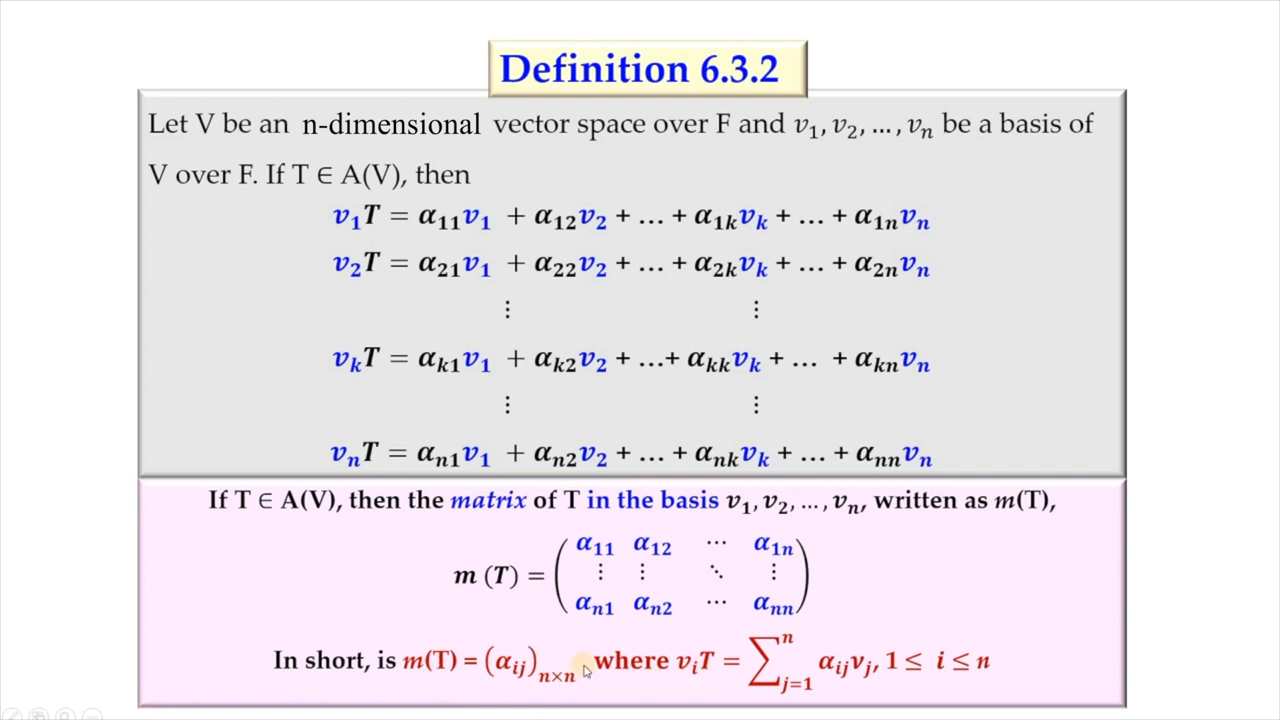 Definition 6.3.2
Let V be an n-dimensional vector space over F and v₁, v₂, …, vₙ be a basis of
V over F. If T ∈ A(V), then
v₁T = α₁₁v₁ + α₁₂v₂ + … + α₁ₖvₖ + … + α₁ₙvₙ
v₂T = α₂₁v₁ + α₂₂v₂ + … + α₂ₖvₖ + … + α₂ₙvₙ
⋮ ⋮
vₖT = αₖ₁v₁ + αₖ₂v₂ + …+ αₖₖvₖ + … + αₖₙvₙ
⋮ ⋮
vₙT = αₙ₁v₁ + αₙ₂v₂ + … + αₙₖvₖ + … + αₙₙvₙ
If T ∈ A(V), then the matrix of T in the basis v₁, v₂, …, vₙ, written as m(T),
α₁₁ α₁₂ ⋯ α₁ₙ
m (T) = ( ⋮ ⋮ ⋱ ⋮ )
αₙ₁ αₙ₂ ⋯ αₙₙ
In short, is m(T) = (αᵢⱼ)ₙ×ₙ where vᵢT = ∑ⁿⱼ₌₁ αᵢⱼvⱼ, 1 ≤ i ≤ n